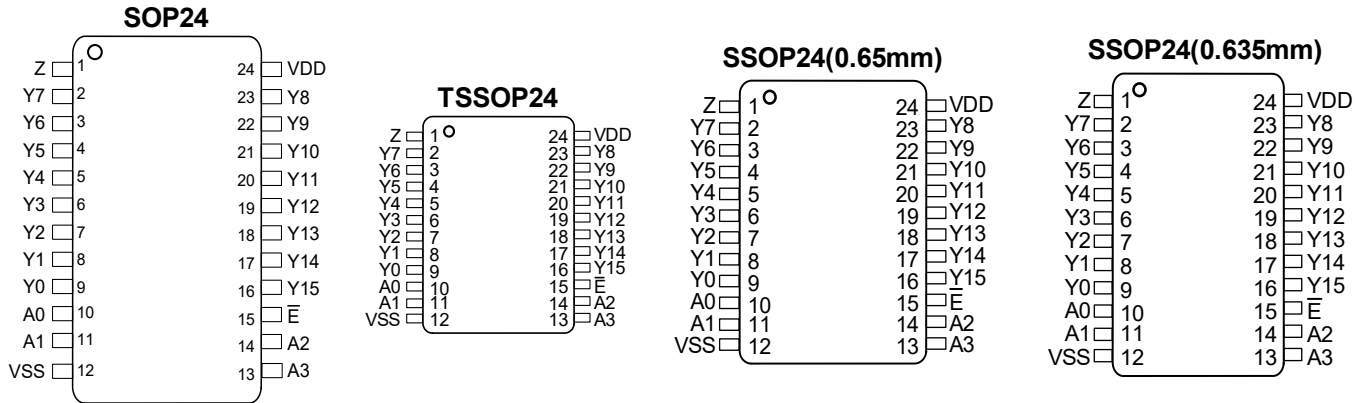 SOP24
Z 1 24 VDD
Y7 2 23 Y8
Y6 3 22 Y9
Y5 4 21 Y10
Y4 5 20 Y11
Y3 6 19 Y12
Y2 7 18 Y13
Y1 8 17 Y14
Y0 9 16 Y15
A0 10 15 E̅
A1 11 14 A2
VSS 12 13 A3
TSSOP24
Z 1 24 VDD
Y7 2 23 Y8
Y6 3 22 Y9
Y5 4 21 Y10
Y4 5 20 Y11
Y3 6 19 Y12
Y2 7 18 Y13
Y1 8 17 Y14
Y0 9 16 Y15
A0 10 15 E̅
A1 11 14 A2
VSS 12 13 A3
SSOP24(0.65mm)
Z 1 24 VDD
Y7 2 23 Y8
Y6 3 22 Y9
Y5 4 21 Y10
Y4 5 20 Y11
Y3 6 19 Y12
Y2 7 18 Y13
Y1 8 17 Y14
Y0 9 16 Y15
A0 10 15 E̅
A1 11 14 A2
VSS 12 13 A3
SSOP24(0.635mm)
Z 1 24 VDD
Y7 2 23 Y8
Y6 3 22 Y9
Y5 4 21 Y10
Y4 5 20 Y11
Y3 6 19 Y12
Y2 7 18 Y13
Y1 8 17 Y14
Y0 9 16 Y15
A0 10 15 E̅
A1 11 14 A2
VSS 12 13 A3